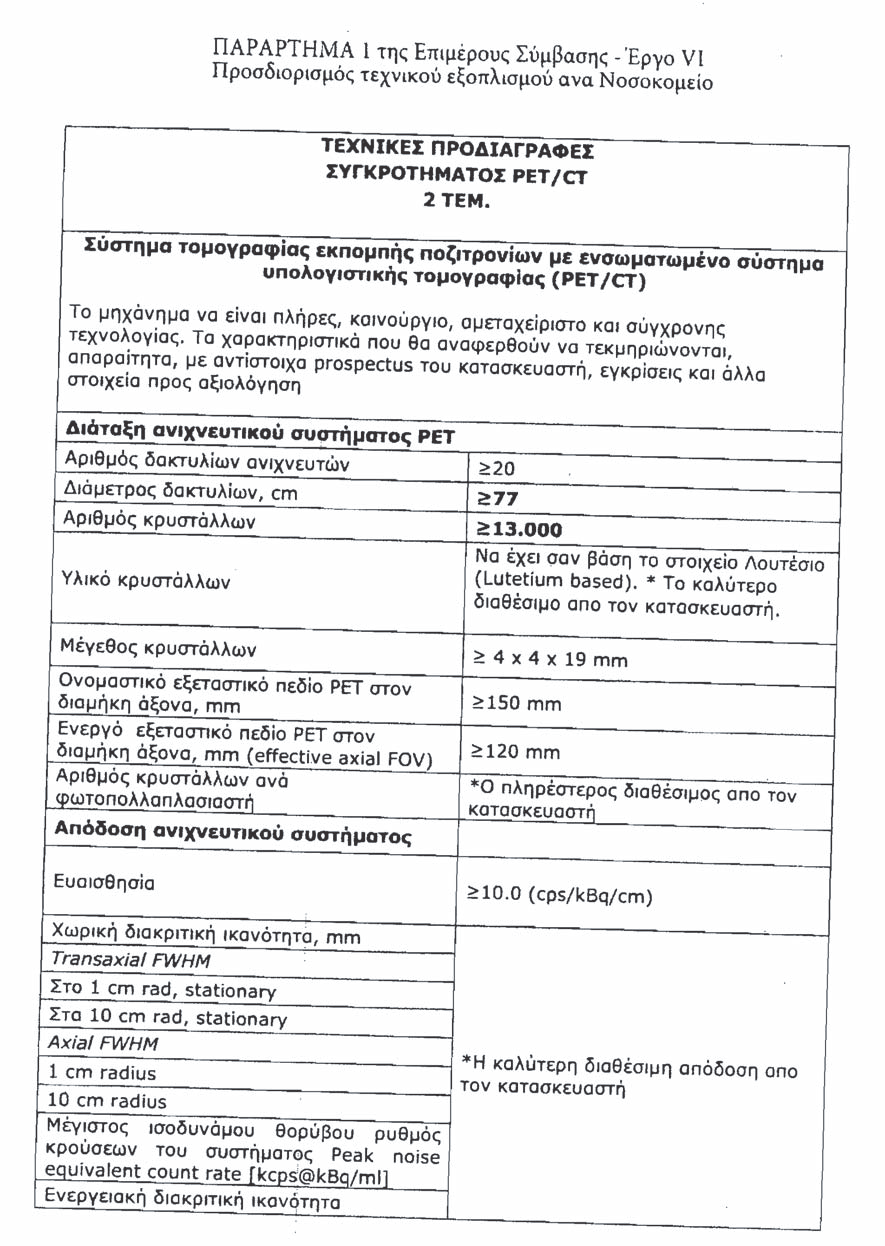 ΠΑΡΑΡΤΗΜΑ 1 της Επιμέρους Σύμβασης - Έργο VI
Προσδιορισμός τεχνικού εξοπλισμού ανα Νοσοκομείο
ΤΕΧΝΙΚΕΣ ΠΡΟΔΙΑΓΡΑΦΕΣ
ΣΥΓΚΡΟΤΗΜΑΤΟΣ PET/CT
2 ΤΕΜ.
Σύστημα τομογραφίας εκπομπής ποζιτρονίων με ενσωματωμένο σύστημα
υπολογιστικής τομογραφίας (PET/CT)
Το μηχάνημα να είναι πλήρες, καινούργιο, αμεταχείριστο και σύγχρονης
τεχνολογίας. Τα χαρακτηριστικά που θα αναφερθούν να τεκμηριώνονται,
απαραίτητα, με αντίστοιχα prospectus του κατασκευαστή, εγκρίσεις και άλλα
στοιχεία προς αξιολόγηση
Διάταξη ανιχνευτικού συστήματος PET
Αριθμός δακτυλίων ανιχνευτών
≥20
Διάμετρος δακτυλίων, cm
≥77
Αριθμός κρυστάλλων
≥13.000
Υλικό κρυστάλλων
Να έχει σαν βάση το στοιχείο Λουτέσιο
(Lutetium based). * Το καλύτερο
διαθέσιμο απο τον κατασκευαστή.
Μέγεθος κρυστάλλων
≥ 4 x 4 x 19 mm
Ονομαστικό εξεταστικό πεδίο PET στον
διαμήκη άξονα, mm
≥150 mm
Ενεργό εξεταστικό πεδίο PET στον
διαμήκη άξονα, mm (effective axial FOV)
≥120 mm
Αριθμός κρυστάλλων ανά
φωτοπολλαπλασιαστή
*Ο πληρέστερος διαθέσιμος απο τον
κατασκευαστή
Απόδοση ανιχνευτικού συστήματος
Ευαισθησία
≥10.0 (cps/kBq/cm)
Χωρική διακριτική ικανότητα, mm
Transaxial FWHM
Στο 1 cm rad, stationary
Στα 10 cm rad, stationary
Axial FWHM
1 cm radius
10 cm radius
Μέγιστος ισοδυνάμου θορύβου ρυθμός
κρούσεων του συστήματος Peak noise
equivalent count rate [kcps@kBq/ml]
Ενεργειακή διακριτική ικανότητα
*Η καλύτερη διαθέσιμη απόδοση απο
τον κατασκευαστή